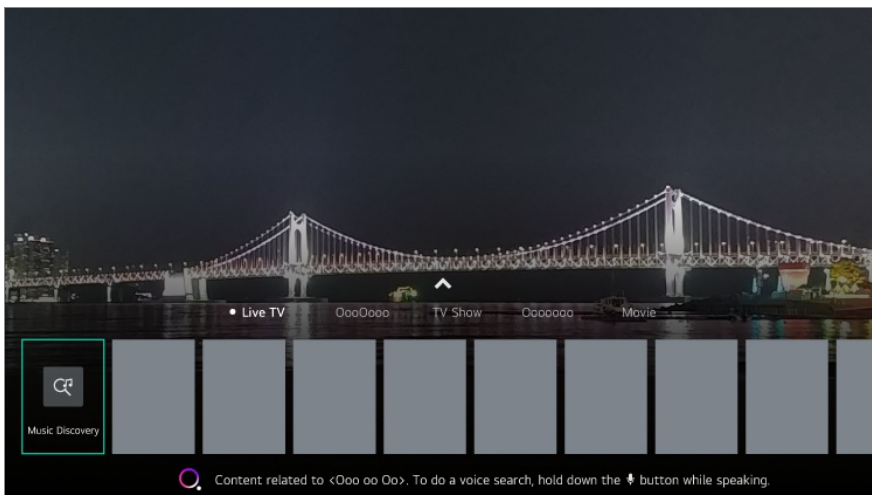 Live TV
OooOooo
TV Show
Ooooooo
Movie
Music Discovery
Content related to <Ooo oo Oo>. To do a voice search, hold down the button while speaking.